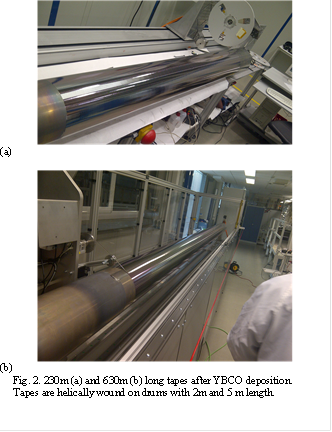 (a)
(b)
Fig. 2. 230m (a) and 630m (b) long tapes after YBCO deposition.
Tapes are helically wound on drums with 2m and 5 m length.